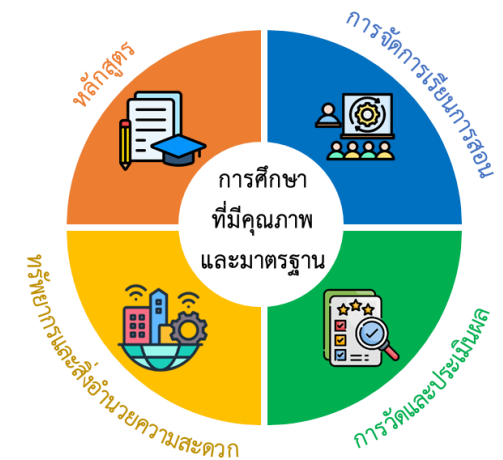 หลักสูตร
การจัดการเรียนการสอน
การศึกษา
ที่มีคุณภาพ
และมาตรฐาน
ทรัพยากรและสิ่งอำนวยความสะดวก
การวัดและประเมินผล